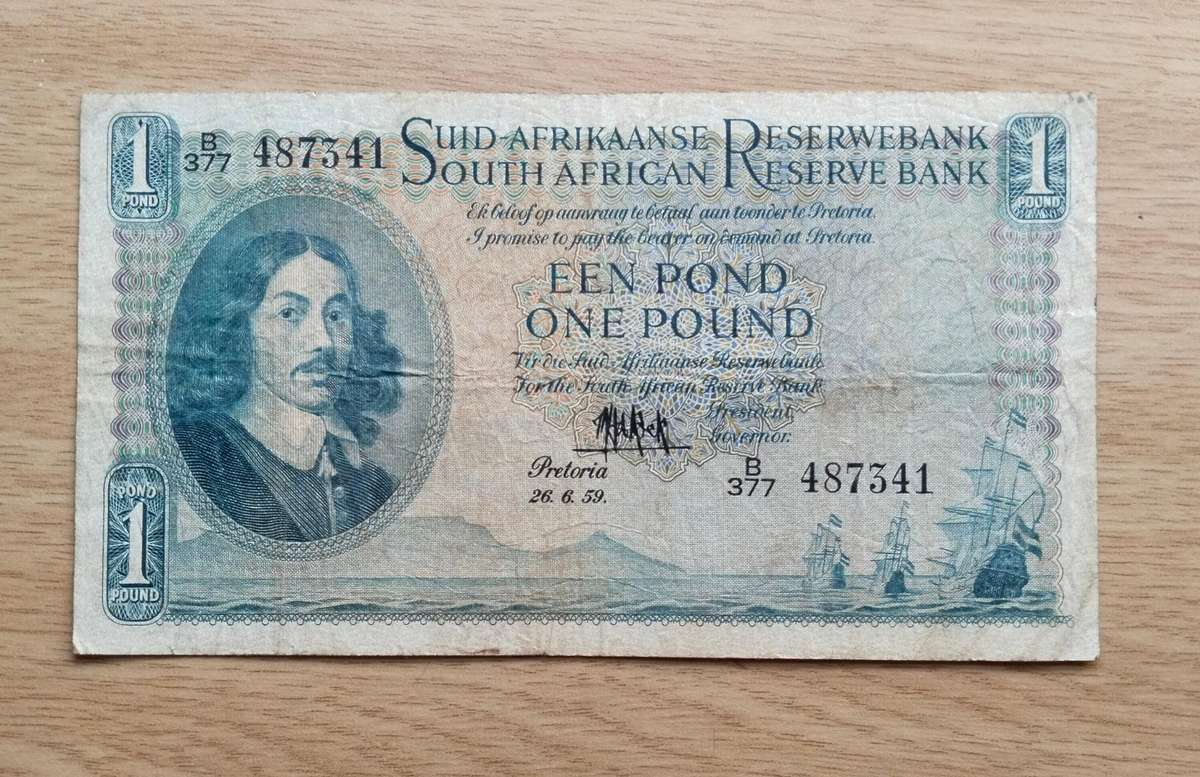 1
POND
B
377 487341
SUID-AFRIKAANSE RESERWEBANK
SOUTH AFRICAN RESERVE BANK
1
POUND
Ek beloof op aanvraag te betaal aan toonder te Pretoria.
I promise to pay the bearer on demand at Pretoria.
EEN POND
ONE POUND
Vir die Suid-Afrikaanse Reserwebank
For the South African Reserve Bank
President.
Governor.
Pretoria
26. 6. 59.
B
377 487341
POND
1
POUND